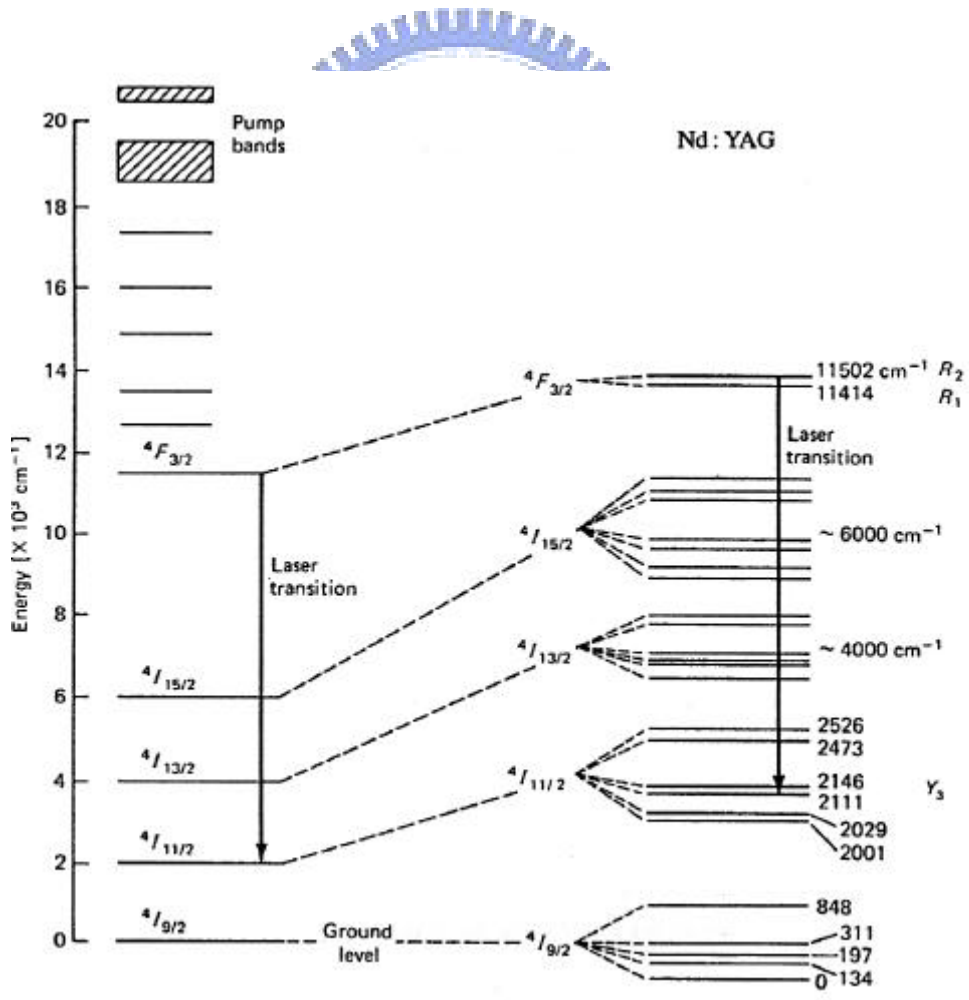 Pump
bands
Nd : YAG
20
18
16
14
12
10
8
6
4
2
0
Energy [X 10³ cm⁻¹]
⁴F₃/₂
Laser
transition
⁴I₁₅/₂
⁴I₁₃/₂
⁴I₁₁/₂
⁴I₉/₂
Ground
level
⁴F₃/₂
⁴I₁₅/₂
⁴I₁₃/₂
⁴I₁₁/₂
⁴I₉/₂
11502 cm⁻¹ R₂
11414 R₁
Laser
transition
~ 6000 cm⁻¹
~ 4000 cm⁻¹
2526
2473
2146
2111 Y₃
2029
2001
848
311
197
134
0